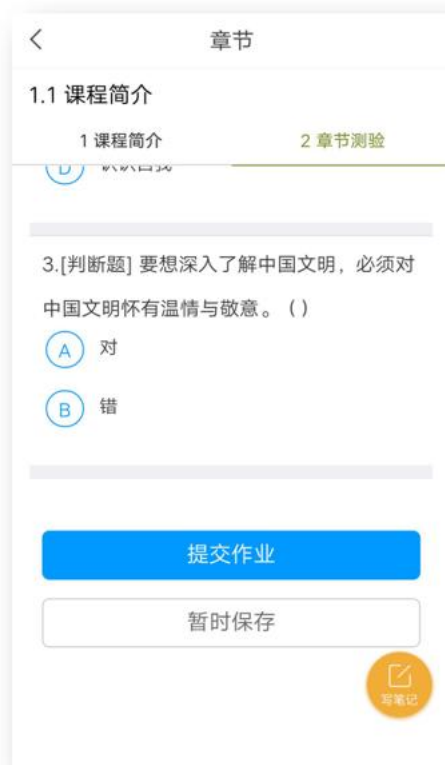 章节
1.1 课程简介
1 课程简介 2 章节测验
3.[判断题] 要想深入了解中国文明，必须对
中国文明怀有温情与敬意。 ( )
A 对
B 错
提交作业
暂时保存
写笔记